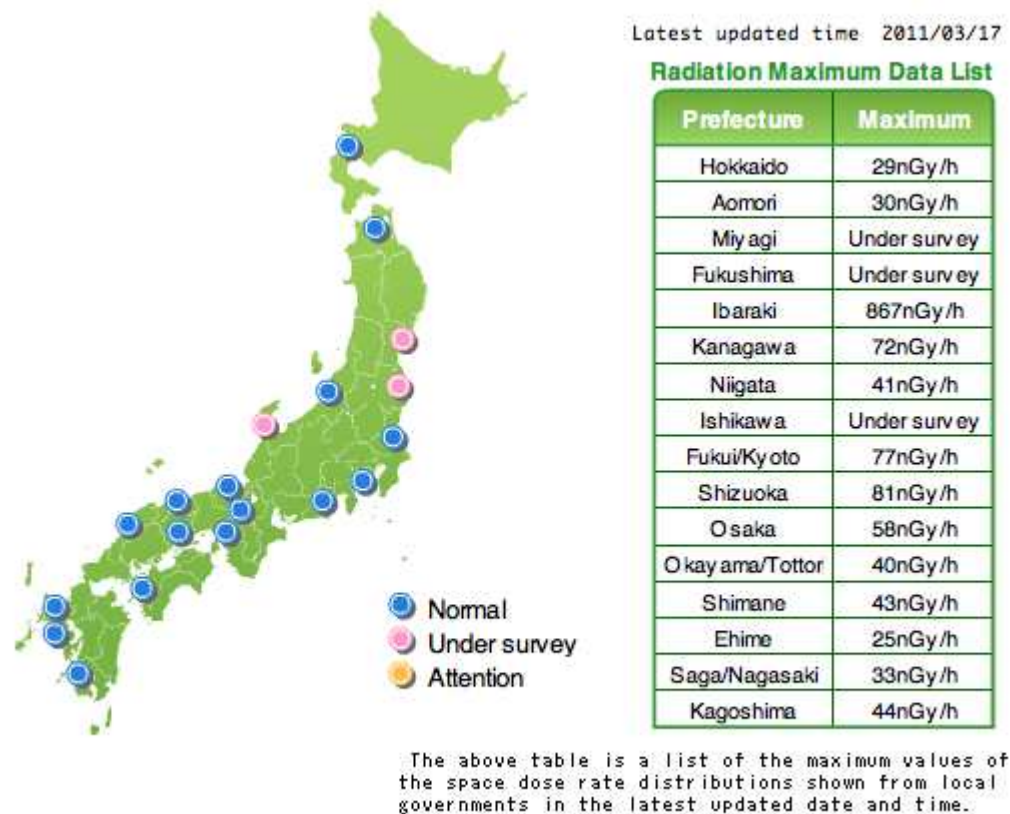 Latest updated time 2011/03/17
Radiation Maximum Data List
Prefecture Maximum
Hokkaido 29nGy/h
Aomori 30nGy/h
Miyagi Under survey
Fukushima Under survey
Ibaraki 867nGy/h
Kanagawa 72nGy/h
Niigata 41nGy/h
Ishikawa Under survey
Fukui/Kyoto 77nGy/h
Shizuoka 81nGy/h
Osaka 58nGy/h
Okayama/Tottor 40nGy/h
Shimane 43nGy/h
Ehime 25nGy/h
Saga/Nagasaki 33nGy/h
Kagoshima 44nGy/h
Normal
Under survey
Attention
The above table is a list of the maximum values of
the space dose rate distributions shown from local
governments in the latest updated date and time.